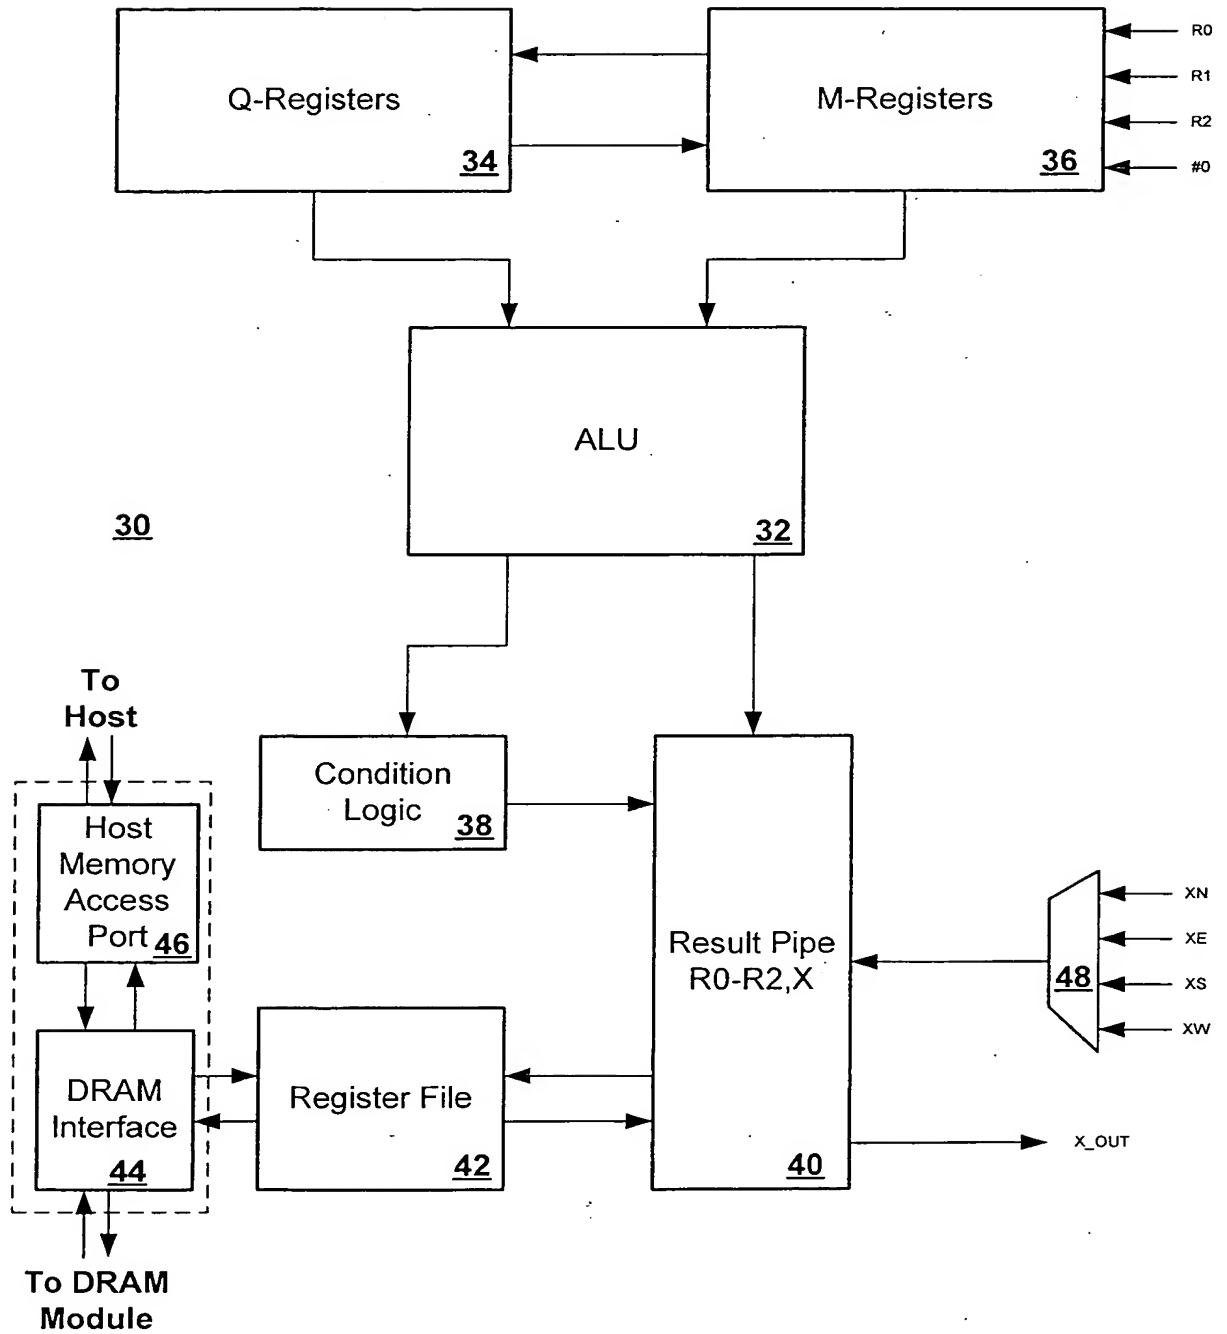 Q-Registers
34
M-Registers
36
R0
R1
R2
#0
ALU
32
30
To
Host
Condition
Logic
38
Host
Memory
Access
Port
46
Result Pipe
R0-R2,X
40
48
XN
XE
XS
XW
DRAM
Interface
44
Register File
42
X_OUT
To DRAM
Module